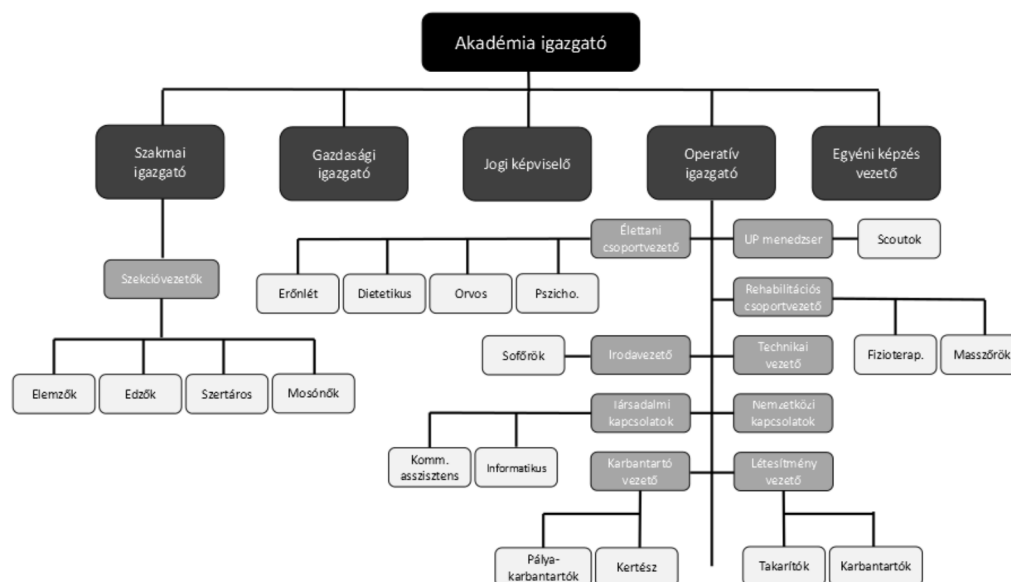 Akadémia igazgató
Szakmai
igazgató
Gazdasági
igazgató
Jogi képviselő
Operatív
igazgató
Egyéni képzés
vezető
Élettani
csoportvezető
UP menedzser
Scoutok
Szekcióvezetők
Erőnlét
Dietetikus
Orvos
Pszicho.
Rehabilitációs
csoportvezető
Sofőrök
Irodavezető
Technikai
vezető
Fizioterap.
Masszőrök
Elemzők
Edzők
Szertáros
Mosónők
Társadalmi
kapcsolatok
Nemzetközi
kapcsolatok
Komm.
asszisztens
Informatikus
Karbantartó
vezető
Létesítmény
vezető
Pálya-
karbantartók
Kertész
Takarítók
Karbantartók